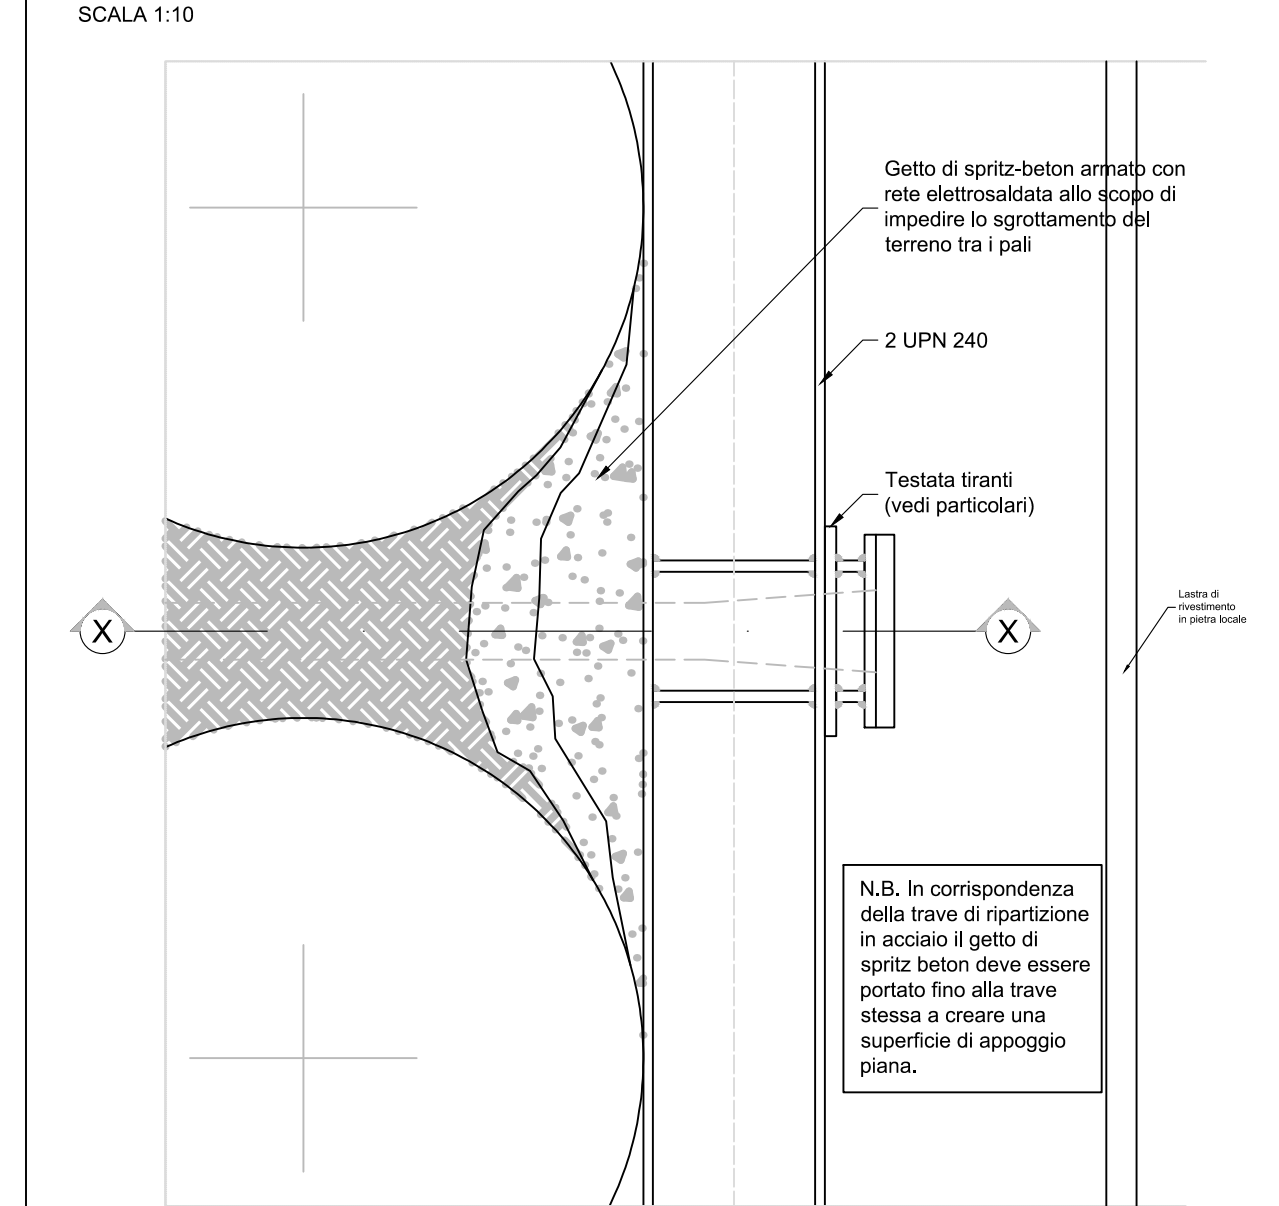 SCALA 1:10
Getto di spritz-beton armato con
rete elettrosaldata allo scopo di
impedire lo sgrottamento del
terreno tra i pali
2 UPN 240
Testata tiranti
(vedi particolari)
Lastra di
rivestimento
in pietra locale
X
X
N.B. In corrispondenza
della trave di ripartizione
in acciaio il getto di
spritz beton deve essere
portato fino alla trave
stessa a creare una
superficie di appoggio
piana.